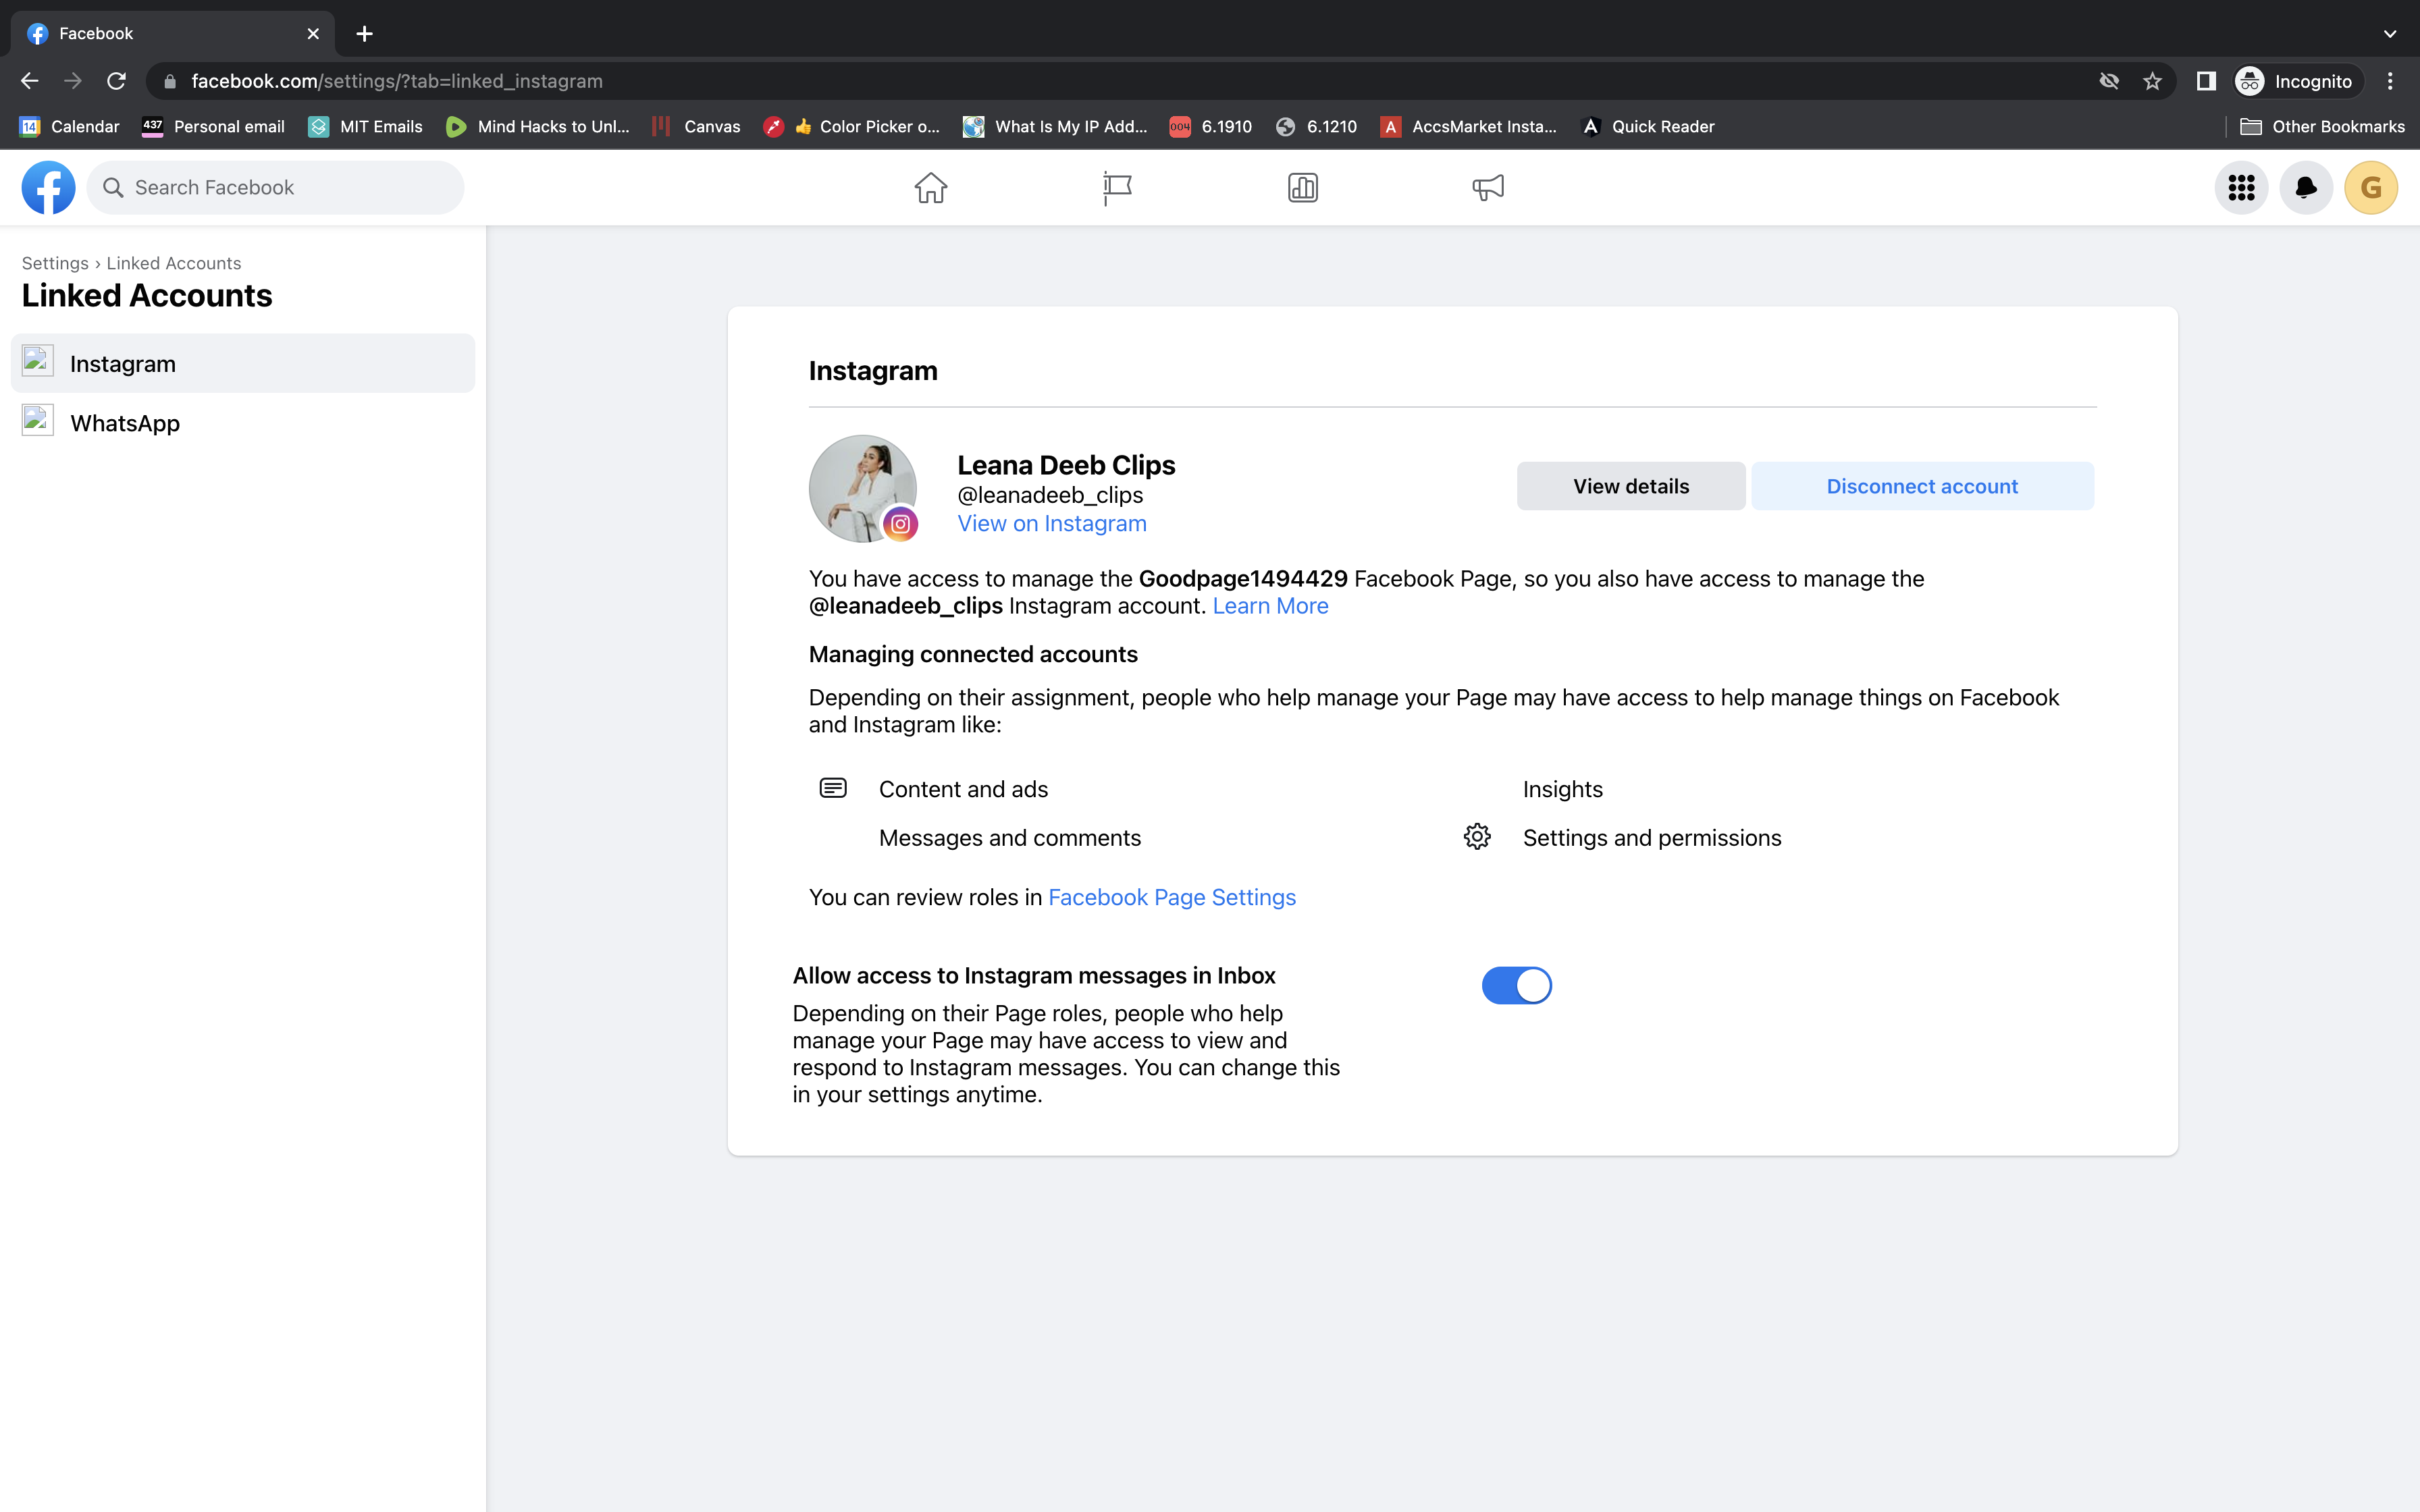 Facebook
facebook.com/settings/?tab=linked_instagram
Incognito
14 Calendar
437 Personal email
MIT Emails
Mind Hacks to Unl...
Canvas
👍 Color Picker o...
What Is My IP Add...
004 6.1910
6.1210
A AccsMarket Insta...
Quick Reader
Other Bookmarks
Search Facebook
G
Settings › Linked Accounts
Linked Accounts
Instagram
WhatsApp
Instagram
Leana Deeb Clips
@leanadeeb_clips
View on Instagram
View details
Disconnect account
You have access to manage the Goodpage1494429 Facebook Page, so you also have access to manage the
@leanadeeb_clips Instagram account. Learn More
Managing connected accounts
Depending on their assignment, people who help manage your Page may have access to help manage things on Facebook
and Instagram like:
Content and ads
Insights
Messages and comments
Settings and permissions
You can review roles in Facebook Page Settings
Allow access to Instagram messages in Inbox
Depending on their Page roles, people who help
manage your Page may have access to view and
respond to Instagram messages. You can change this
in your settings anytime.